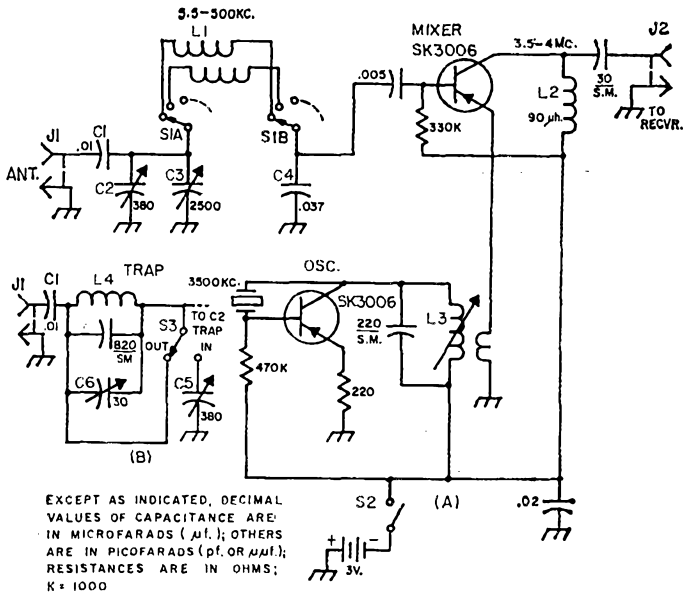 5.5-500KC.
L1
MIXER
SK3006
3.5-4MC.
J2
.005
30
S.M.
L2
90µh.
TO
RECVR.
S1A
S1B
330K
J1
C1
.01
ANT.
C2
380
C3
2500
C4
.037
TRAP
OSC.
J1
C1
.01
L4
3500KC.
SK3006
820
SM
S3
OUT
TO C2
TRAP
IN
220
S.M.
L3
C6
30
C5
380
470K
220
(B)
S2
(A)
.02
+
-
3V.
EXCEPT AS INDICATED, DECIMAL
VALUES OF CAPACITANCE ARE
IN MICROFARADS (µf.); OTHERS
ARE IN PICOFARADS (pf. OR µµf.);
RESISTANCES ARE IN OHMS;
K= 1000